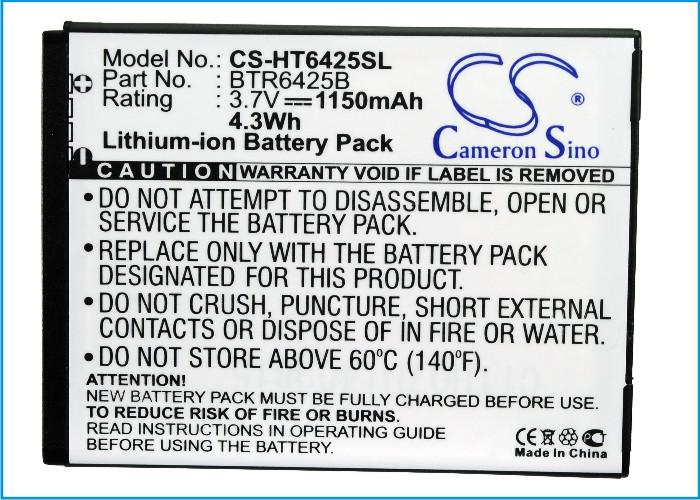 Model No.: CS-HT6425SL
Part No.: BTR6425B
Rating: 3.7V⎓1150mAh
4.3Wh
Lithium-ion Battery Pack
CS®
Cameron Sino
CAUTION WARRANTY VOID IF LABEL IS REMOVED
• DO NOT ATTEMPT TO DISASSEMBLE, OPEN OR
SERVICE THE BATTERY PACK.
• REPLACE ONLY WITH THE BATTERY PACK
DESIGNATED FOR THIS PRODUCT.
• DO NOT CRUSH, PUNCTURE, SHORT EXTERNAL
CONTACTS OR DISPOSE OF IN FIRE OR WATER.
• DO NOT STORE ABOVE 60°C (140°F).
ATTENTION!
NEW BATTERY PACK MUST BE FULLY CHARGED BEFORE USE.
TO REDUCE RISK OF FIRE OR BURNS,
FOLLOW INSTRUCTIONS IN OPERATING GUIDE
BEFORE USING BATTERY PACK.
CE
Made In China